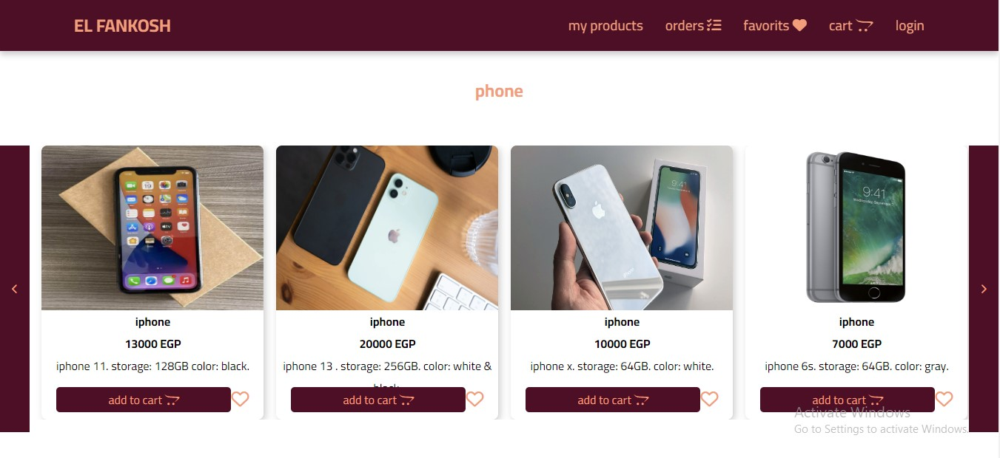 EL FANKOSH
my products orders favorits cart login
phone
9:41
9:41
iphone
13000 EGP
iphone 11. storage: 128GB color: black.
add to cart
iphone
20000 EGP
iphone 13 . storage: 256GB. color: white &
black.
add to cart
iphone
10000 EGP
iphone x. storage: 64GB. color: white.
add to cart
iphone
7000 EGP
iphone 6s. storage: 64GB. color: gray.
add to cart
Activate Windows
Go to Settings to activate Windows.